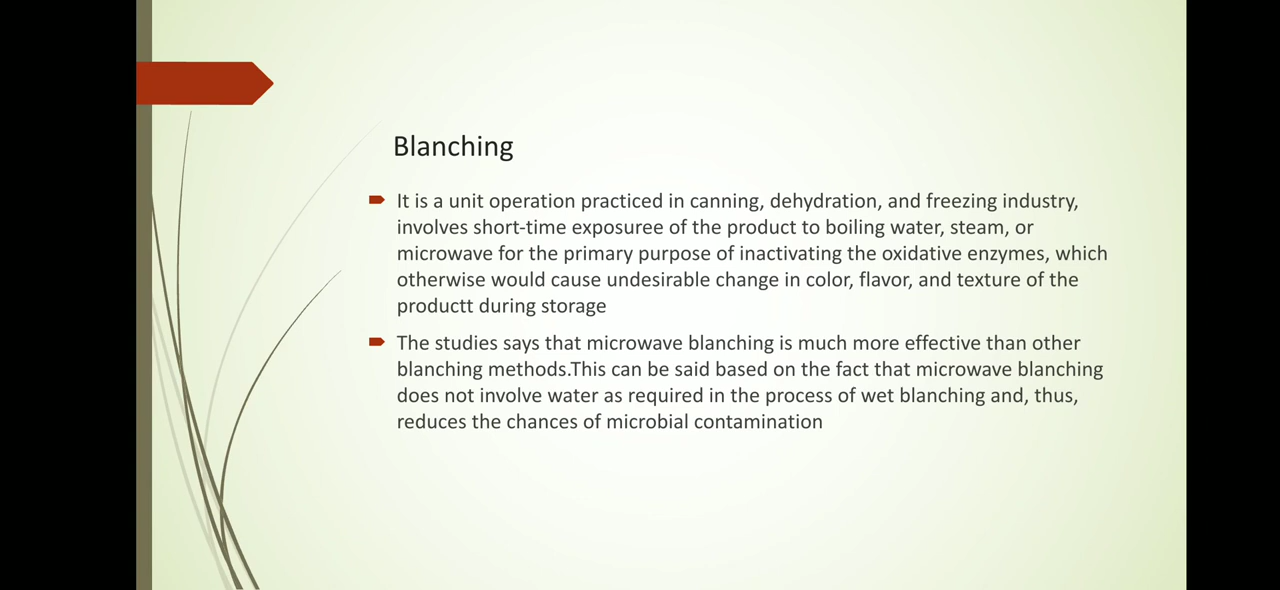 Blanching
It is a unit operation practiced in canning, dehydration, and freezing industry,
involves short-time exposuree of the product to boiling water, steam, or
microwave for the primary purpose of inactivating the oxidative enzymes, which
otherwise would cause undesirable change in color, flavor, and texture of the
productt during storage
The studies says that microwave blanching is much more effective than other
blanching methods.This can be said based on the fact that microwave blanching
does not involve water as required in the process of wet blanching and, thus,
reduces the chances of microbial contamination